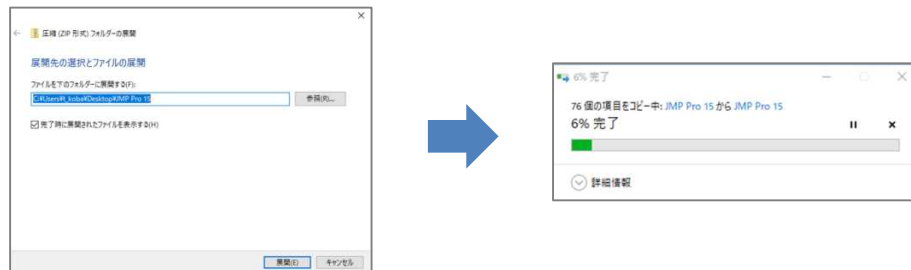 圧縮 (ZIP 形式) フォルダーの展開
展開先の選択とファイルの展開
ファイルを下のフォルダーに展開する(F):
C:¥Users¥t_koba¥Desktop¥JMP Pro 15
参照(R)...
完了時に展開されたファイルを表示する(H)
展開(E)
キャンセル
6% 完了
76 個の項目をコピー中: JMP Pro 15 から JMP Pro 15
6% 完了
詳細情報